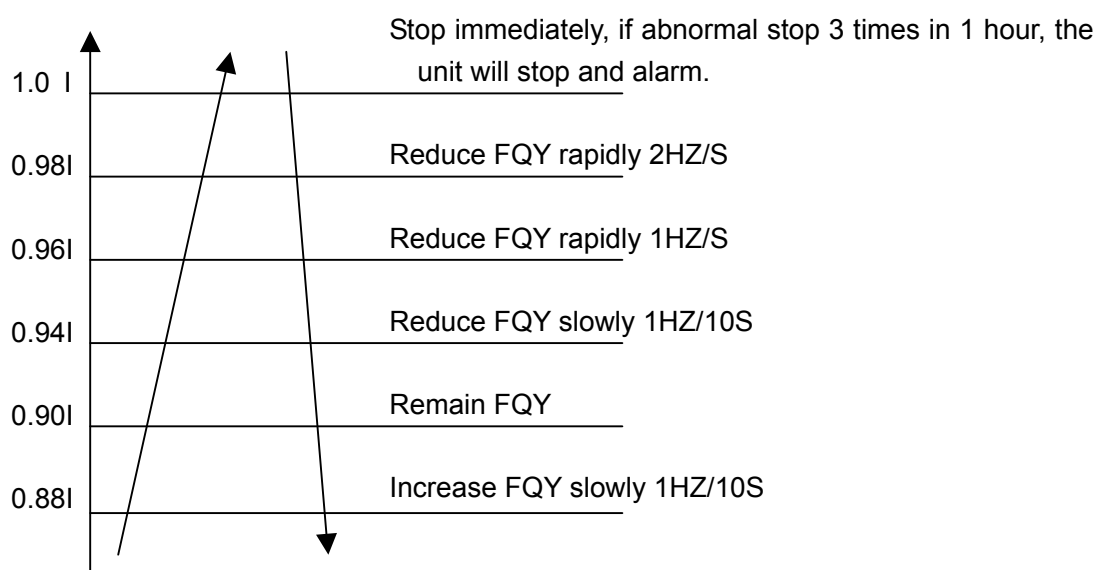 Stop immediately, if abnormal stop 3 times in 1 hour, the
unit will stop and alarm.
1.0 I
Reduce FQY rapidly 2HZ/S
0.98I
Reduce FQY rapidly 1HZ/S
0.96I
Reduce FQY slowly 1HZ/10S
0.94I
Remain FQY
0.90I
Increase FQY slowly 1HZ/10S
0.88I